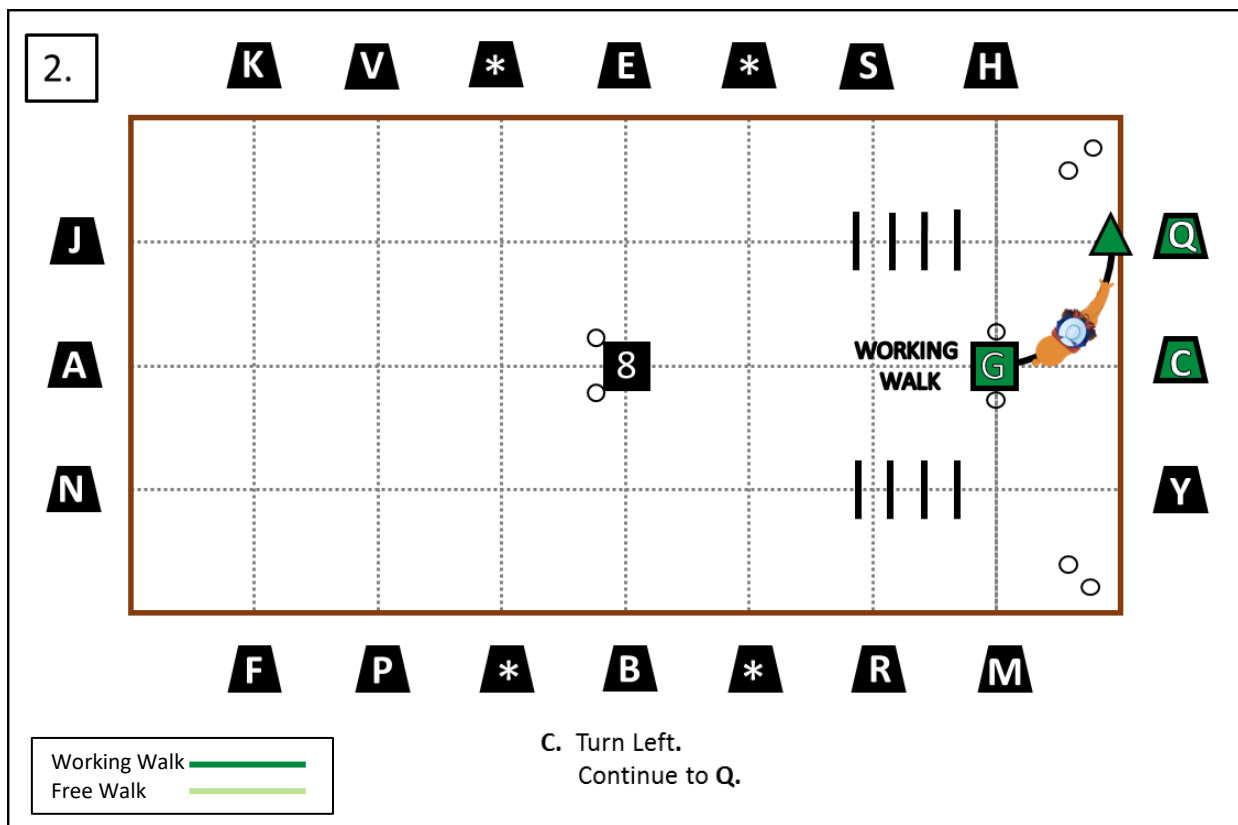 2.
K V * E * S H
J Q
A 8 WORKING G C
WALK
N Y
F P * B * R M
C. Turn Left.
Continue to Q.
Working Walk
Free Walk